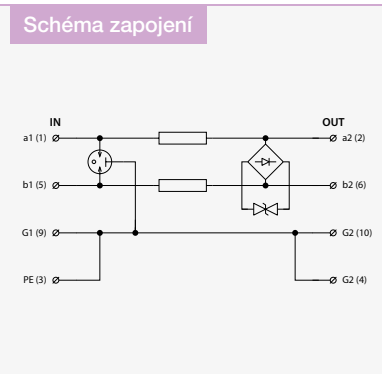 Schéma zapojení
IN OUT
a1 (1) a2 (2)
b1 (5) b2 (6)
G1 (9) G2 (10)
PE (3) G2 (4)